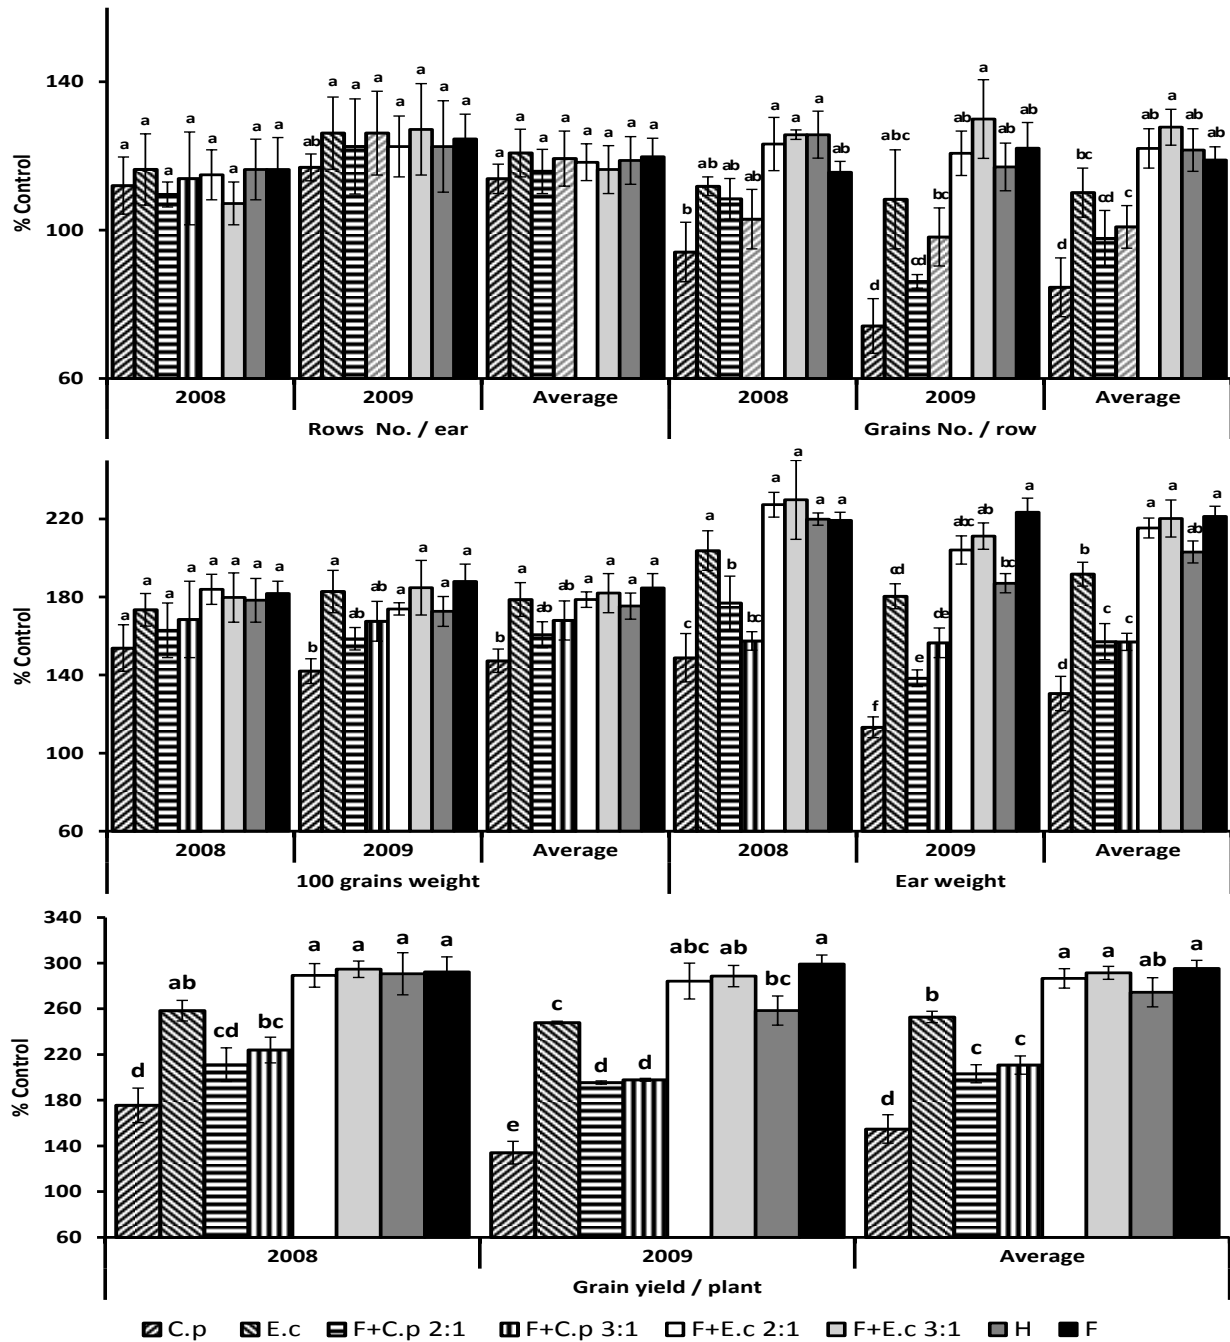 140
100
60
% Control
a a a a a a a a
ab a a a a a a a
a a a a a a a a
b ab ab ab a a a ab
d abc cd bc ab a ab ab
d bc cd c ab a ab ab
2008 2009 Average 2008 2009 Average
Rows No. / ear Grains No. / row
220
180
140
100
60
% Control
a a a a a a a a
b a ab ab a a a a
b a ab ab a a a a
c a b bc a a a a
f cd e de abc ab bc a
d b c c a a ab a
2008 2009 Average 2008 2009 Average
100 grains weight Ear weight
340
300
260
220
180
140
100
60
% Control
d ab cd bc a a a a
e c d d abc ab bc a
d b c c a a ab a
2008 2009 Average
Grain yield / plant
C.p E.c F+C.p 2:1 F+C.p 3:1 F+E.c 2:1 F+E.c 3:1 H F